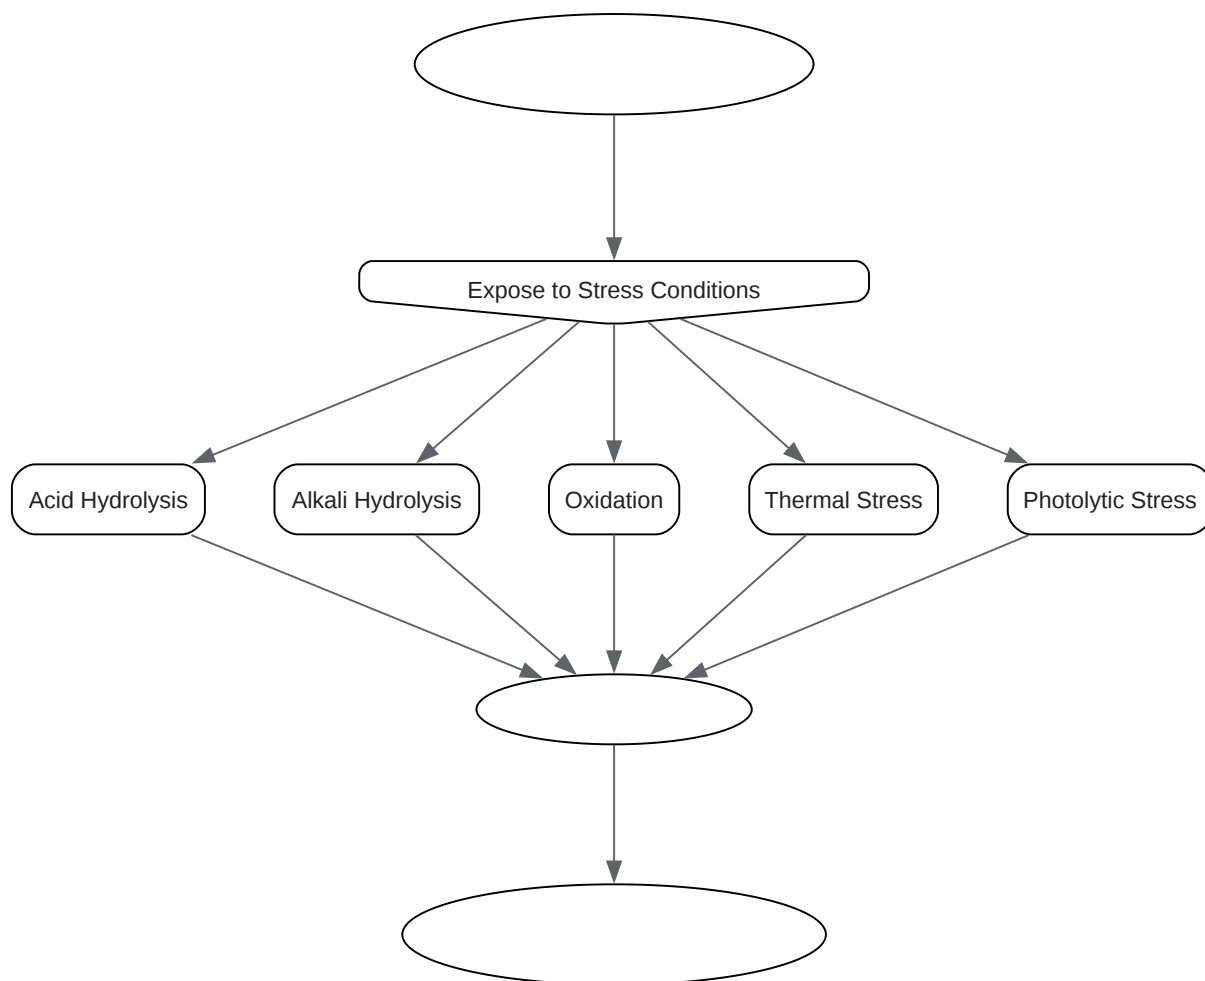 Expose to Stress Conditions
Acid Hydrolysis
Alkali Hydrolysis
Oxidation
Thermal Stress
Photolytic Stress